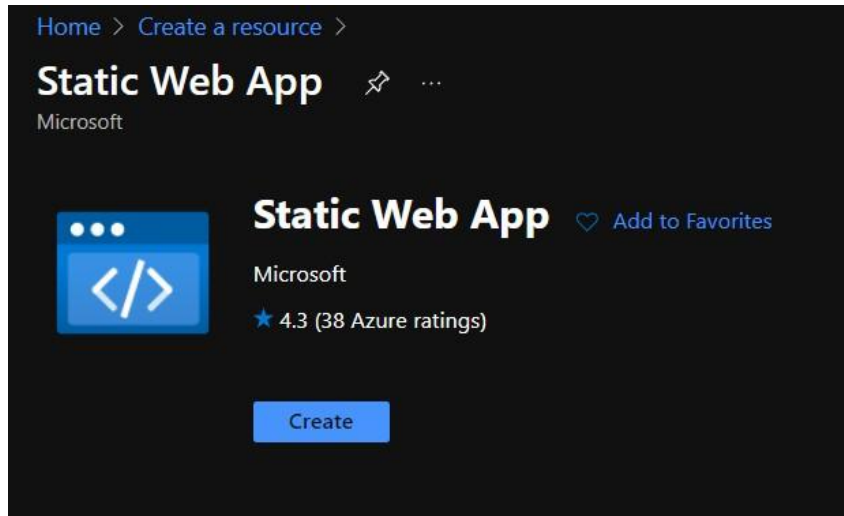 Home > Create a resource >
Static Web App ...
Microsoft
Static Web App Add to Favorites
</>
Microsoft
4.3 (38 Azure ratings)
Create